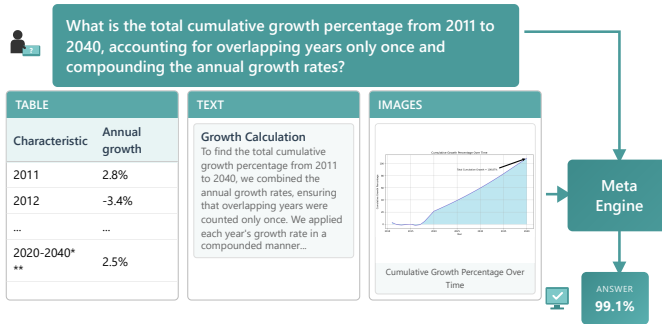 What is the total cumulative growth percentage from 2011 to
2040, accounting for overlapping years only once and
compounding the annual growth rates?
TABLE
Characteristic Annual growth
2011 2.8%
2012 -3.4%
... ...
2020-2040* ** 2.5%
TEXT
Growth Calculation
To find the total cumulative
growth percentage from 2011
to 2040, we combined the
annual growth rates, ensuring
that overlapping years were
counted only once. We applied
each year's growth rate in a
compounded manner...
IMAGES
Cumulative Growth Percentage Over Time
Cumulative Growth Percentage Over
Time
Meta
Engine
ANSWER
99.1%